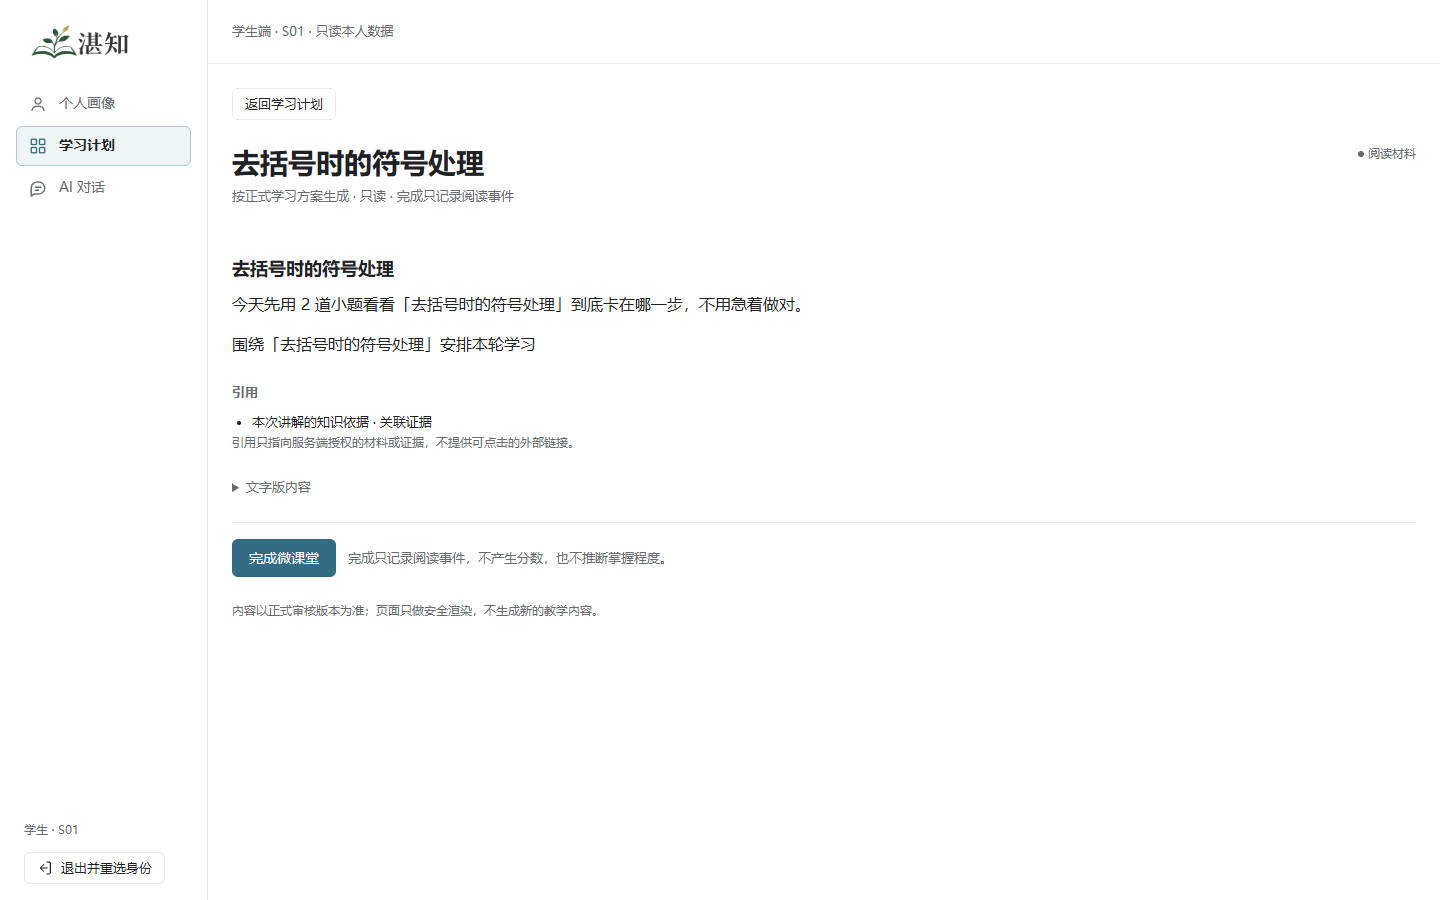 湛知
学生端 · S01 · 只读本人数据
个人画像
学习计划
AI 对话
返回学习计划
去括号时的符号处理
阅读材料
按正式学习方案生成 · 只读 · 完成只记录阅读事件
去括号时的符号处理
今天先用 2 道小题看看「去括号时的符号处理」到底卡在哪一步，不用急着做对。
围绕「去括号时的符号处理」安排本轮学习
引用
本次讲解的知识依据 · 关联证据
引用只指向服务端授权的材料或证据，不提供可点击的外部链接。
文字版内容
完成微课堂
完成只记录阅读事件，不产生分数，也不推断掌握程度。
内容以正式审核版本为准；页面只做安全渲染，不生成新的教学内容。
学生 · S01
退出并重选身份